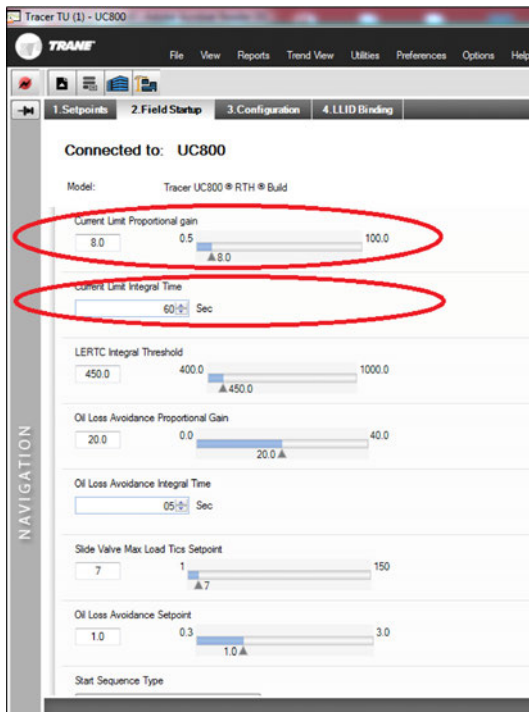 Tracer TU (1) - UC800
TRANE
File View Reports Trend View Utilities Preferences Options Help
1.Setpoints 2.Field Startup 3.Configuration 4.LLID Binding
Connected to: UC800
Model: Tracer UC800 ® RTH ® Build
Current Limit Proportional gain
8.0 0.5 100.0
8.0
Current Limit Integral Time
60 Sec
LERTC Integral Threshold
450.0 400.0 1000.0
450.0
Oil Loss Avoidance Proportional Gain
20.0 0.0 40.0
20.0
Oil Loss Avoidance Integral Time
05 Sec
Slide Valve Max Load Tics Setpoint
7 1 150
7
Oil Loss Avoidance Setpoint
1.0 0.3 3.0
1.0
Start Sequence Type
NAVIGATION